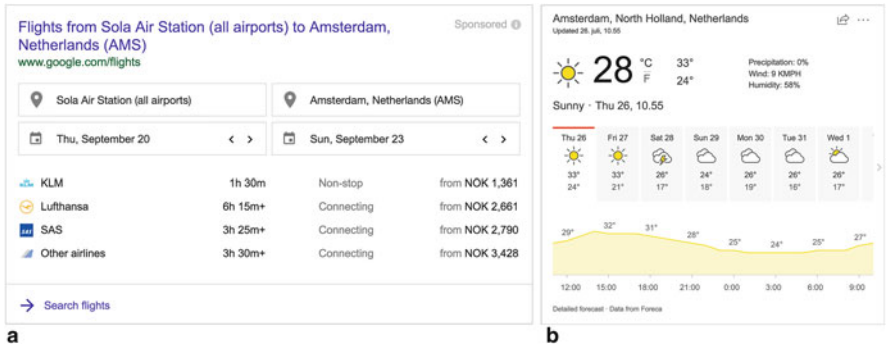 Flights from Sola Air Station (all airports) to Amsterdam,
Netherlands (AMS)
Sponsored
www.google.com/flights
Sola Air Station (all airports)
Amsterdam, Netherlands (AMS)
Thu, September 20 < >
Sun, September 23 < >
KLM 1h 30m Non-stop from NOK 1,361
Lufthansa 6h 15m+ Connecting from NOK 2,661
SAS 3h 25m+ Connecting from NOK 2,790
Other airlines 3h 30m+ Connecting from NOK 3,428
Search flights
a
Amsterdam, North Holland, Netherlands
Updated 26. juli, 10.55
28 °C
F
33°
24°
Precipitation: 0%
Wind: 9 KMPH
Humidity: 58%
Sunny · Thu 26, 10.55
Thu 26 Fri 27 Sat 28 Sun 29 Mon 30 Tue 31 Wed 1
33° 33° 26° 24° 26° 26° 26°
24° 21° 17° 18° 19° 16° 17°
29° 32° 31° 28° 25° 24° 25° 27°
12:00 15:00 18:00 21:00 0:00 3:00 6:00 9:00
Detailed forecast · Data from Foreca
b